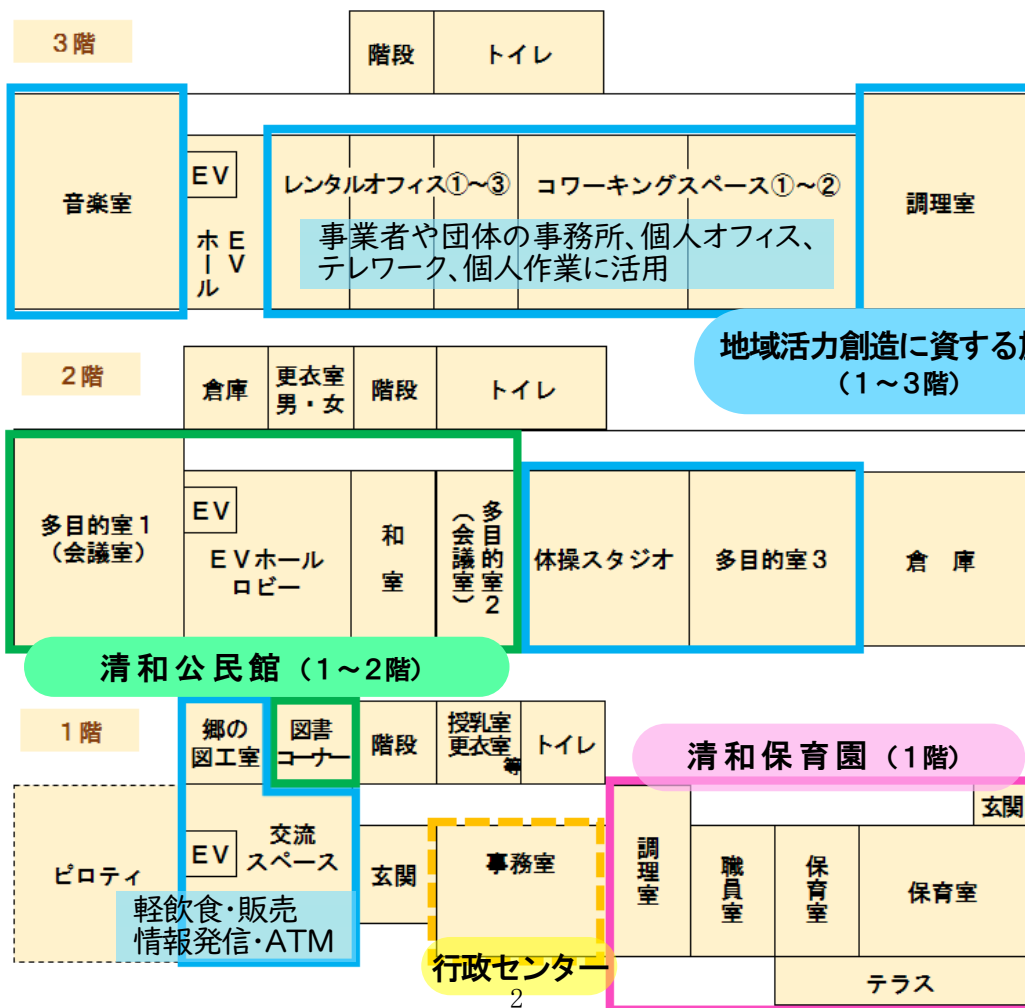 3階
階段
トイレ
音楽室
EV
EV
ホール
レンタルオフィス①～③
コワーキングスペース①～②
事業者や団体の事務所、個人オフィス、
テレワーク、個人作業に活用
調理室
地域活力創造に資する
（1～3階）
2階
倉庫
更衣室
男・女
階段
トイレ
多目的室1
（会議室）
EV
EVホール
ロビー
和室
多目的室2
（会議室）
体操スタジオ
多目的室3
倉庫
清和公民館（1～2階）
1階
郷の
図工室
図書
コーナー
階段
授乳室
更衣室
等
トイレ
清和保育園（1階）
玄関
ピロティ
EV
交流
スペース
軽飲食・販売
情報発信・ATM
玄関
事務室
行政センター
調理室
職員室
保育室
保育室
テラス
2